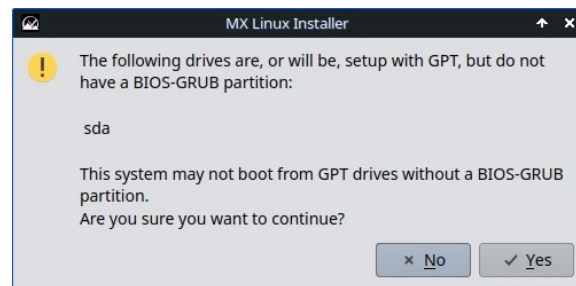 MX Linux Installer
The following drives are, or will be, setup with GPT, but do not
have a BIOS-GRUB partition:
sda
This system may not boot from GPT drives without a BIOS-GRUB
partition.
Are you sure you want to continue?
No
Yes